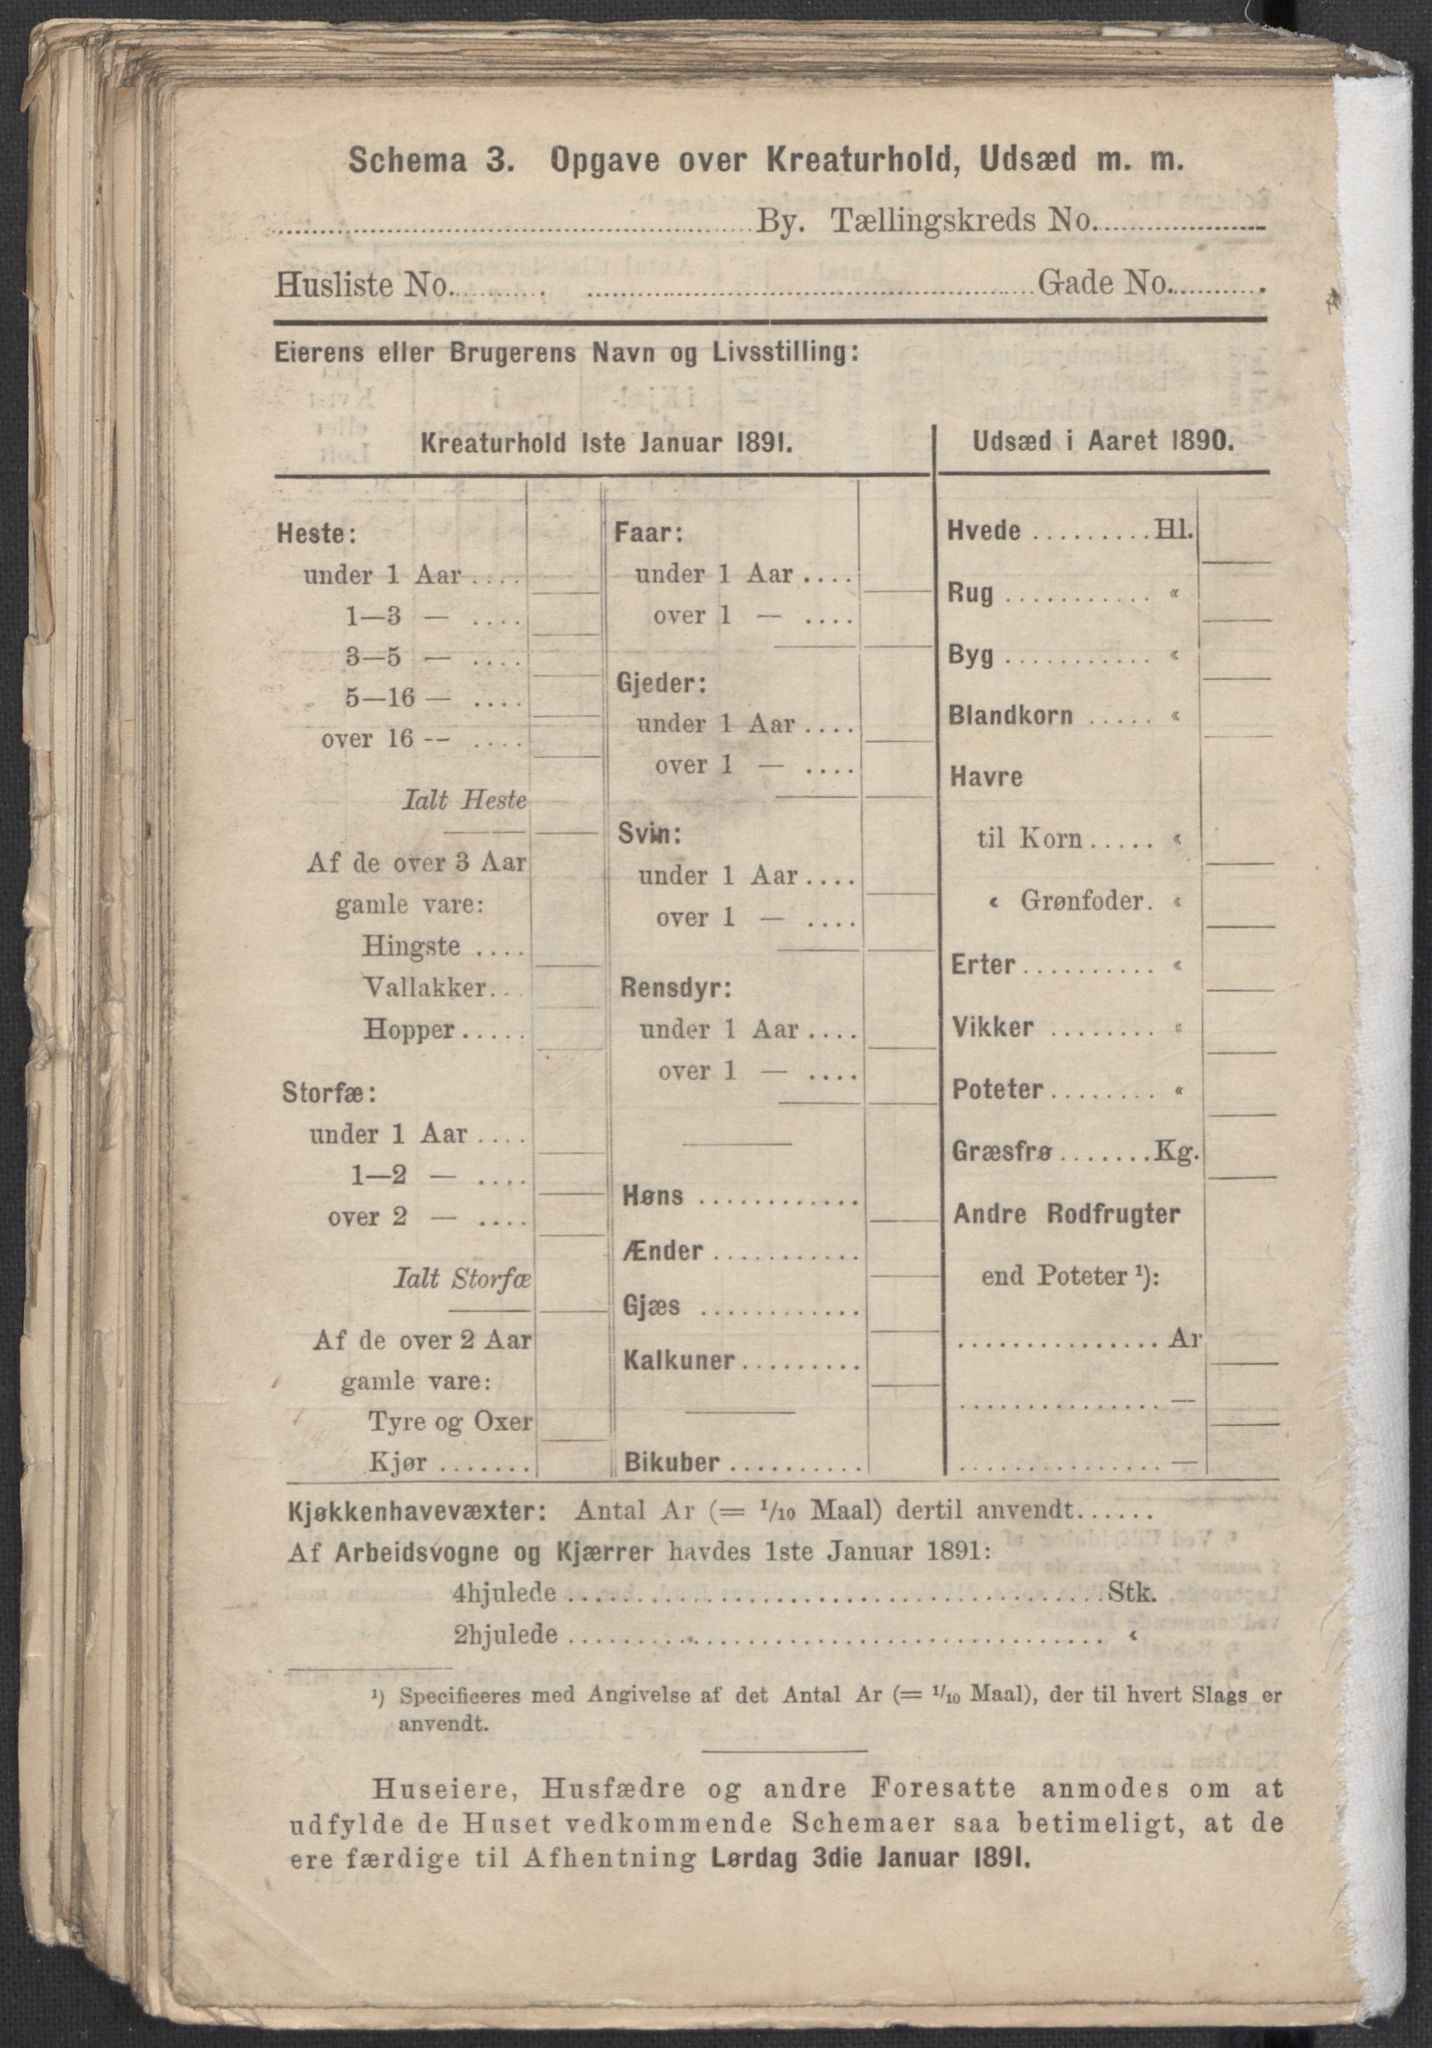 Schema 3. Opgave over Kreaturhold, Udsæd m. m.
By. Tællingskreds No.
Husliste No. Gade No.
Eierens eller Brugerens Navn og Livsstilling:
Kreaturhold 1ste Januar 1891.
Heste:
under 1 Aar ....
1—3 — ....
3—5 — ....
5—16 — ....
over 16 — ....
Ialt Heste
Af de over 3 Aar
gamle vare:
Hingste ....
Vallakker...
Hopper.....
Storfæ:
under 1 Aar ....
1—2 — ....
over 2 — ....
Ialt Storfæ
Af de over 2 Aar
gamle vare:
Tyre og Oxer
Kjør .......
Faar:
under 1 Aar ....
over 1 — ....
Gjeder:
under 1 Aar ....
over 1 — ....
Svin:
under 1 Aar ....
over 1 — ....
Rensdyr:
under 1 Aar ....
over 1 — ....
Høns ............
Ænder ...........
Gjæs ............
Kalkuner.........
Bikuber ..........
Udsæd i Aaret 1890.
Hvede .........Hl.
Rug ........... «
Byg ........... «
Blandkorn ..... «
Havre
til Korn..... «
« Grønfoder. «
Erter.......... «
Vikker ........ «
Poteter........ «
Græsfrø.......Kg.
Andre Rodfrugter
end Poteter ¹):
................ Ar
................ —
................ —
Kjøkkenhavevæxter: Antal Ar (= 1/10 Maal) dertil anvendt......
Af Arbeidsvogne og Kjærrer havdes 1ste Januar 1891:
4hjulede ........................................Stk.
2hjulede ........................................ «
¹) Specificeres med Angivelse af det Antal Ar (= 1/10 Maal), der til hvert Slags er
anvendt.
Huseiere, Husfædre og andre Foresatte anmodes om at
udfylde de Huset vedkommende Schemaer saa betimeligt, at de
ere færdige til Afhentning Lørdag 3die Januar 1891.